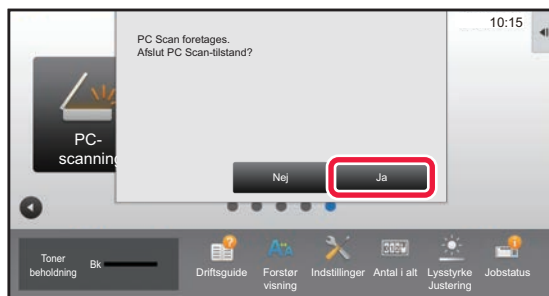 10:15
PC Scan foretages.
Afslut PC Scan-tilstand?
PC-
scanning
Nej
Ja
Toner
beholdning
Bk
Driftsguide
Forstør
visning
Indstillinger
Antal i alt
Lysstyrke
Justering
Jobstatus